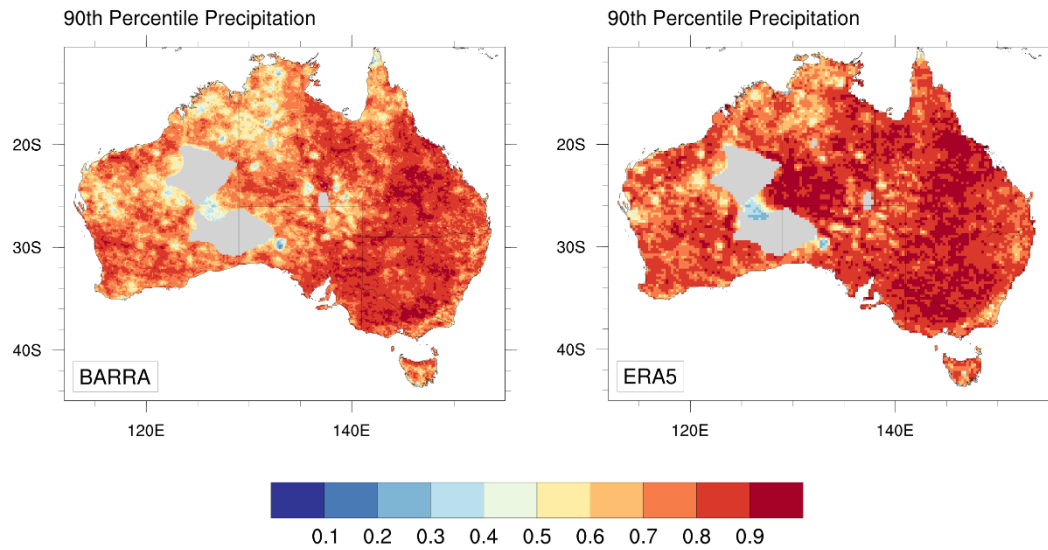 90th Percentile Precipitation
20S
30S
40S
BARRA
120E 140E
90th Percentile Precipitation
20S
30S
40S
ERA5
120E 140E
0.1 0.2 0.3 0.4 0.5 0.6 0.7 0.8 0.9